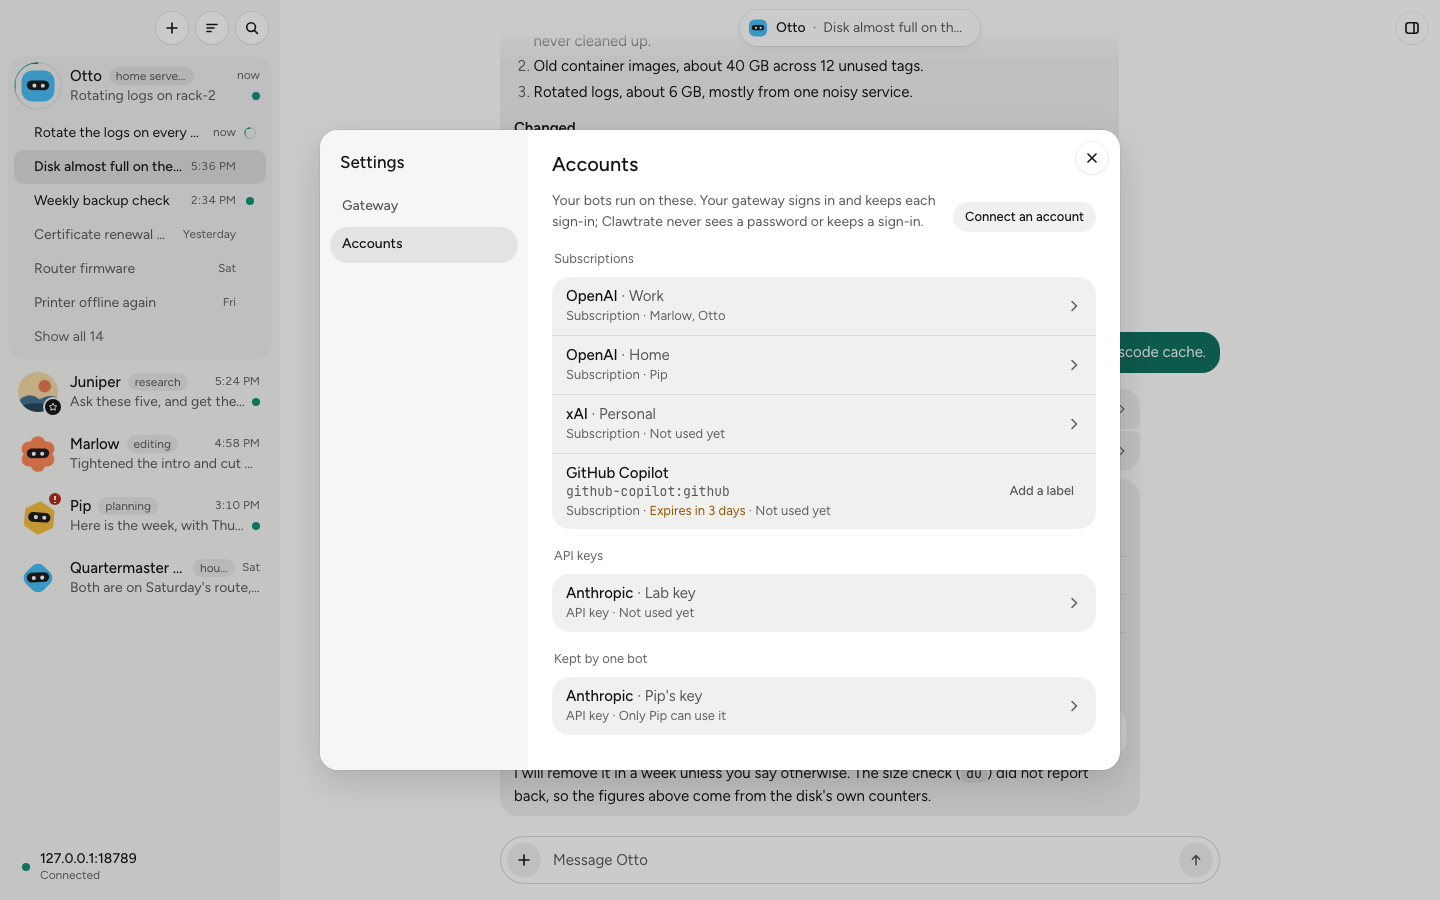 Otto home serve... now
Rotating logs on rack-2
Rotate the logs on every ... now
Disk almost full on the... 5:36 PM
Weekly backup check 2:34 PM
Certificate renewal ... Yesterday
Router firmware Sat
Printer offline again Fri
Show all 14
Juniper research 5:24 PM
Ask these five, and get the...
Marlow editing 4:58 PM
Tightened the intro and cut ...
Pip planning 3:10 PM
Here is the week, with Thu...
Quartermaster ... hou... Sat
Both are on Saturday's route,...
127.0.0.1:18789
Connected
Otto · Disk almost full on th...
never cleaned up.
2. Old container images, about 40 GB across 12 unused tags.
3. Rotated logs, about 6 GB, mostly from one noisy service.
Changed
scode cache.
Settings
Gateway
Accounts
Accounts
Your bots run on these. Your gateway signs in and keeps each
sign-in; Clawtrate never sees a password or keeps a sign-in.
Connect an account
Subscriptions
OpenAI · Work
Subscription · Marlow, Otto
OpenAI · Home
Subscription · Pip
xAI · Personal
Subscription · Not used yet
GitHub Copilot
github-copilot:github
Subscription · Expires in 3 days · Not used yet
Add a label
API keys
Anthropic · Lab key
API key · Not used yet
Kept by one bot
Anthropic · Pip's key
API key · Only Pip can use it
I will remove it in a week unless you say otherwise. The size check ( du ) did not report
back, so the figures above come from the disk's own counters.
Message Otto